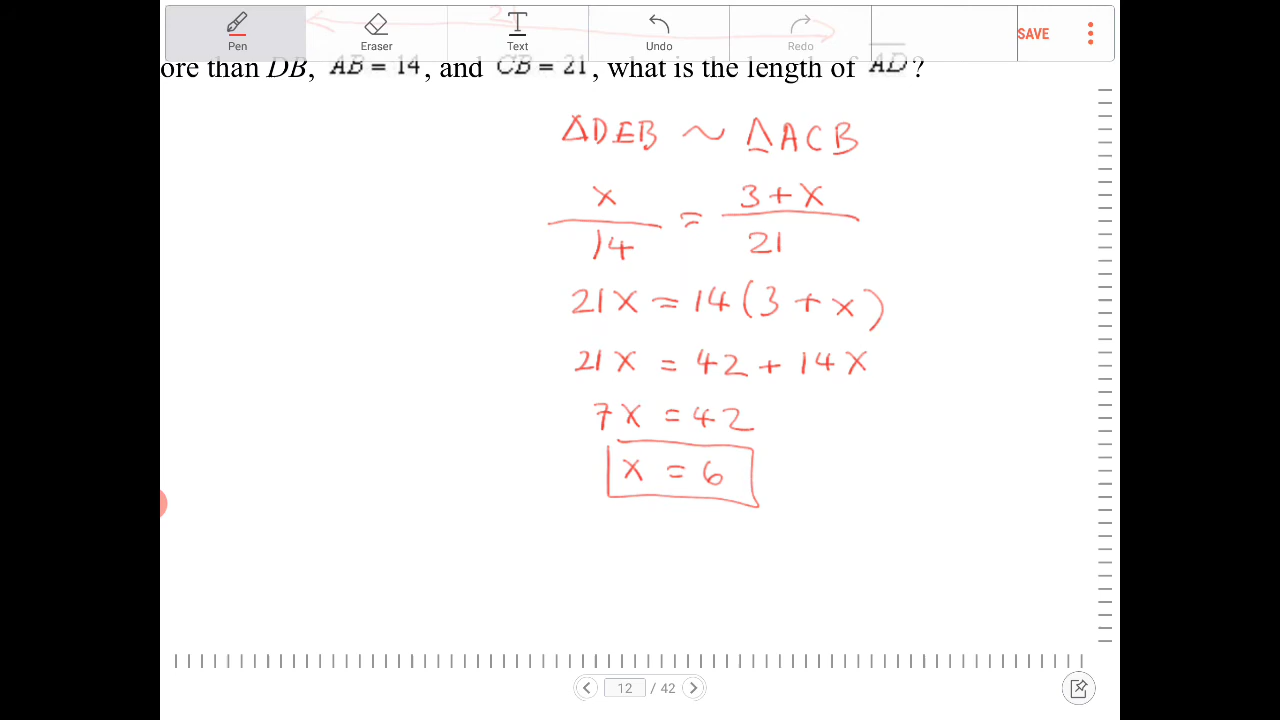 Pen Eraser Text Undo Redo SAVE
ore than DB, AB = 14, and CB = 21, what is the length of AD?
ΔDEB ~ ΔACB
x/14 = 3+x/21
21x = 14(3+x)
21x = 42 + 14x
7x = 42
x = 6
12 / 42